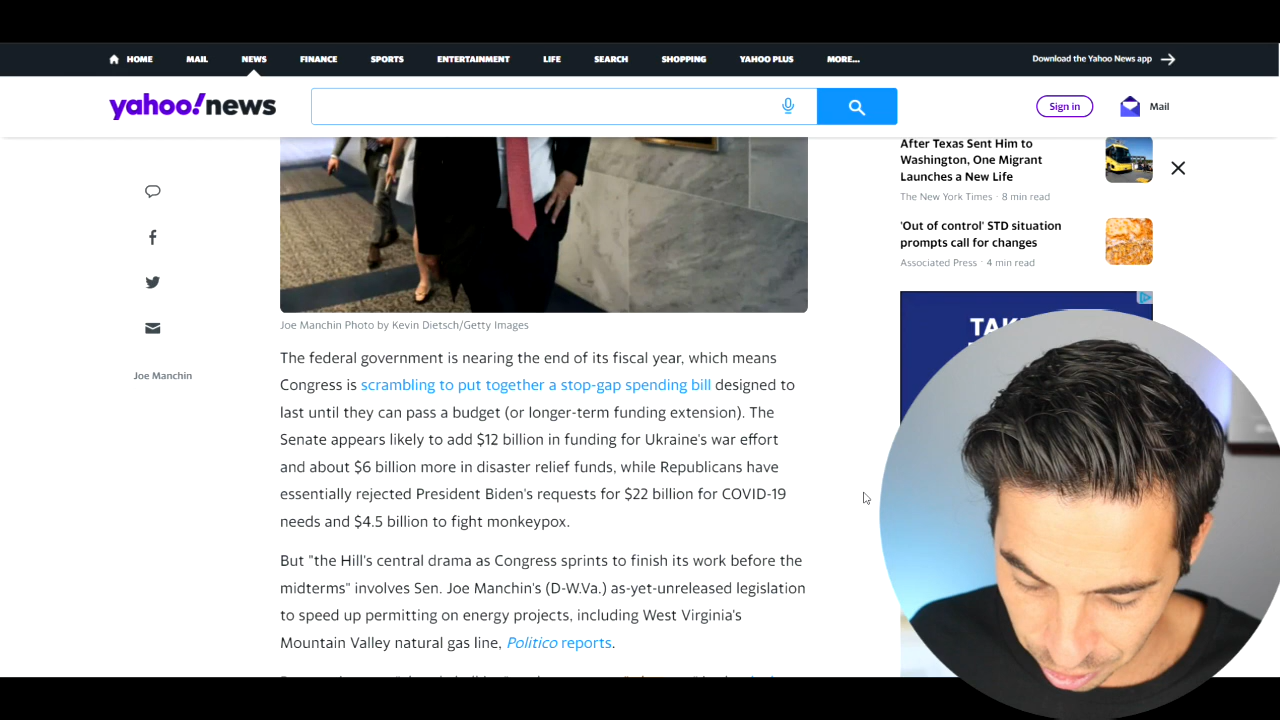 HOME MAIL NEWS FINANCE SPORTS ENTERTAINMENT LIFE SEARCH SHOPPING YAHOO PLUS MORE... Download the Yahoo News app
yahoo!news Sign in Mail
After Texas Sent Him to
Washington, One Migrant
Launches a New Life
The New York Times · 8 min read
'Out of control' STD situation
prompts call for changes
Associated Press · 4 min read
Joe Manchin Photo by Kevin Dietsch/Getty Images
Joe Manchin
The federal government is nearing the end of its fiscal year, which means
Congress is scrambling to put together a stop-gap spending bill designed to
last until they can pass a budget (or longer-term funding extension). The
Senate appears likely to add $12 billion in funding for Ukraine's war effort
and about $6 billion more in disaster relief funds, while Republicans have
essentially rejected President Biden's requests for $22 billion for COVID-19
needs and $4.5 billion to fight monkeypox.
But "the Hill's central drama as Congress sprints to finish its work before the
midterms" involves Sen. Joe Manchin's (D-W.Va.) as-yet-unreleased legislation
to speed up permitting on energy projects, including West Virginia's
Mountain Valley natural gas line, Politico reports.